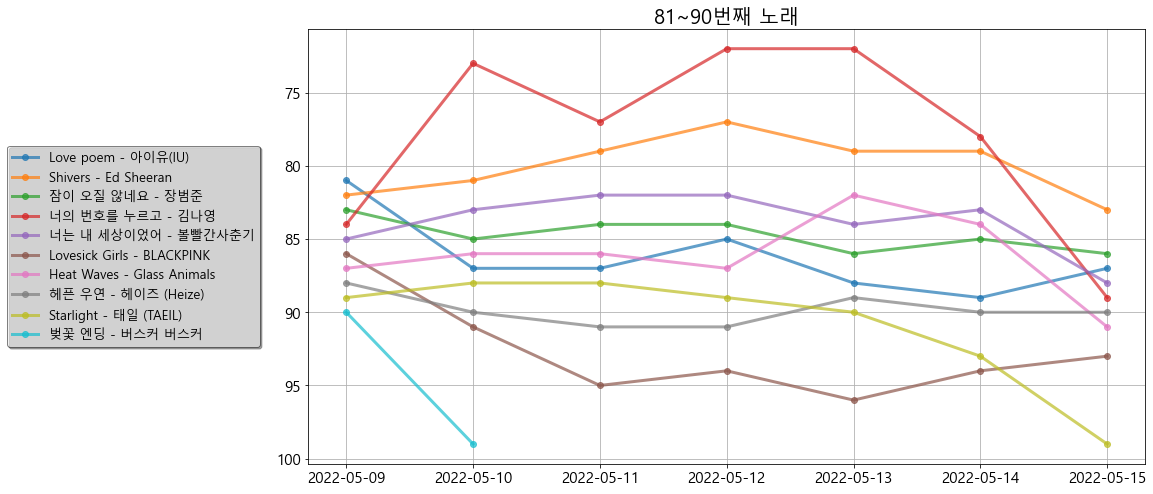 81~90번째 노래
75
80
85
90
95
100
Love poem - 아이유(IU)
Shivers - Ed Sheeran
잠이 오질 않네요 - 장범준
너의 번호를 누르고 - 김나영
너는 내 세상이었어 - 볼빨간사춘기
Lovesick Girls - BLACKPINK
Heat Waves - Glass Animals
헤픈 우연 - 헤이즈 (Heize)
Starlight - 태일 (TAEIL)
벚꽃 엔딩 - 버스커 버스커
2022-05-09 2022-05-10 2022-05-11 2022-05-12 2022-05-13 2022-05-14 2022-05-15